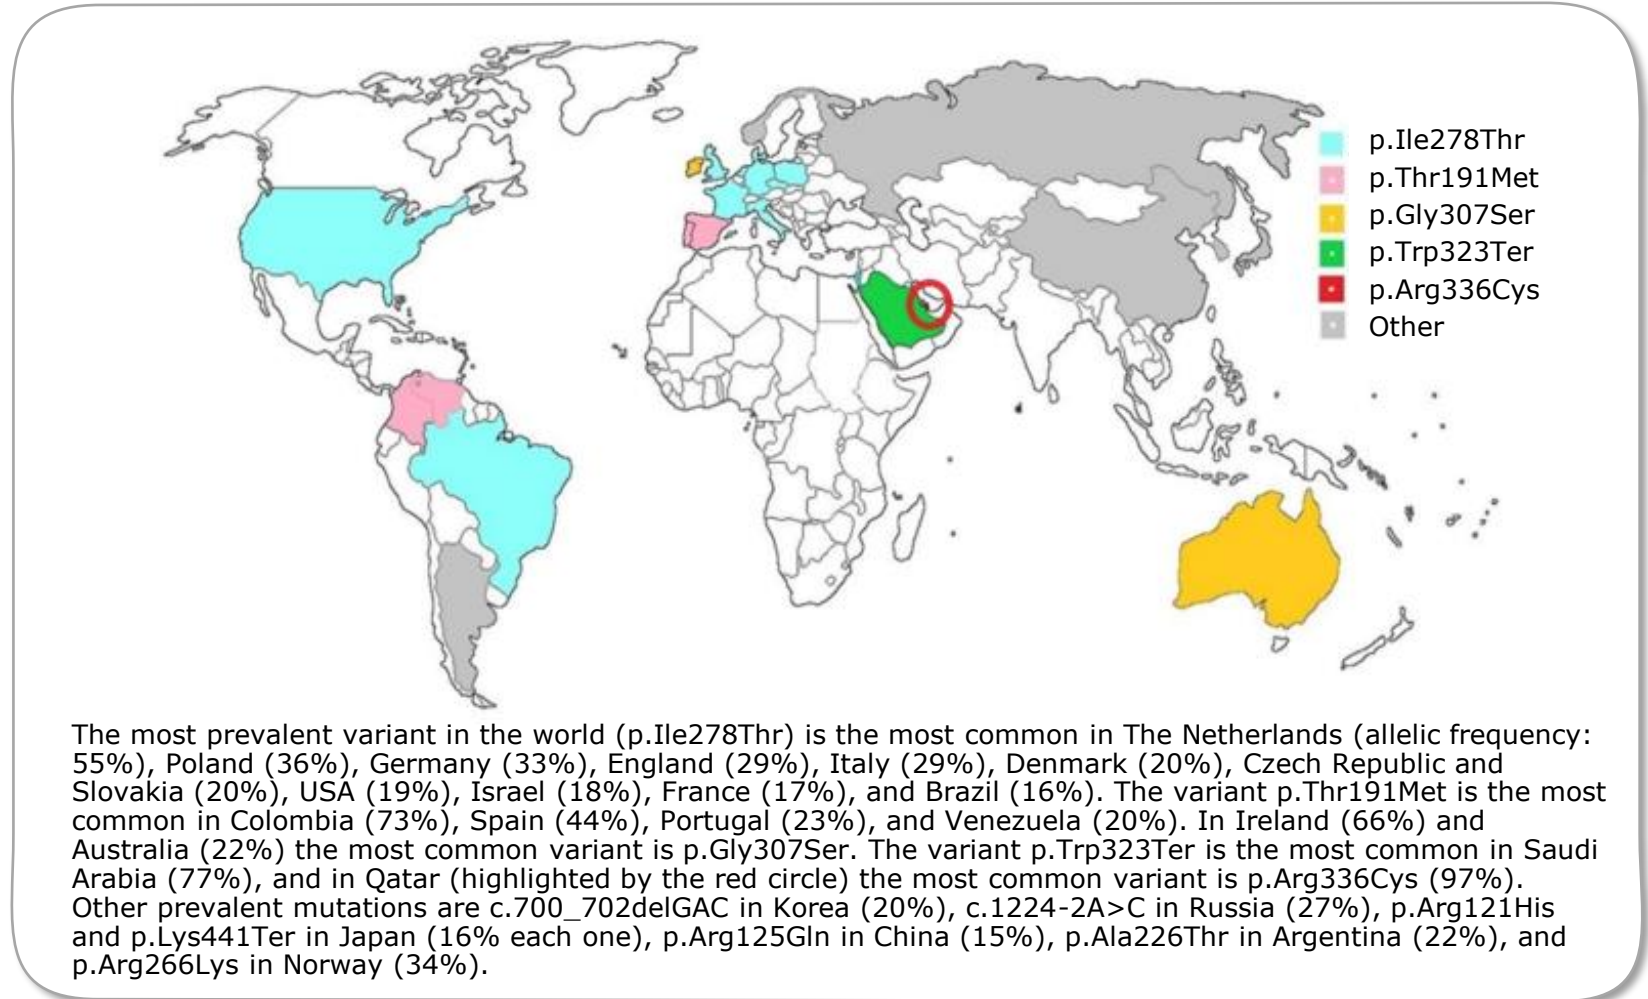 p.Ile278Thr
p.Thr191Met
p.Gly307Ser
p.Trp323Ter
p.Arg336Cys
Other
The most prevalent variant in the world (p.Ile278Thr) is the most common in The Netherlands (allelic frequency:
55%), Poland (36%), Germany (33%), England (29%), Italy (29%), Denmark (20%), Czech Republic and
Slovakia (20%), USA (19%), Israel (18%), France (17%), and Brazil (16%). The variant p.Thr191Met is the most
common in Colombia (73%), Spain (44%), Portugal (23%), and Venezuela (20%). In Ireland (66%) and
Australia (22%) the most common variant is p.Gly307Ser. The variant p.Trp323Ter is the most common in Saudi
Arabia (77%), and in Qatar (highlighted by the red circle) the most common variant is p.Arg336Cys (97%).
Other prevalent mutations are c.700_702delGAC in Korea (20%), c.1224-2A>C in Russia (27%), p.Arg121His
and p.Lys441Ter in Japan (16% each one), p.Arg125Gln in China (15%), p.Ala226Thr in Argentina (22%), and
p.Arg266Lys in Norway (34%).